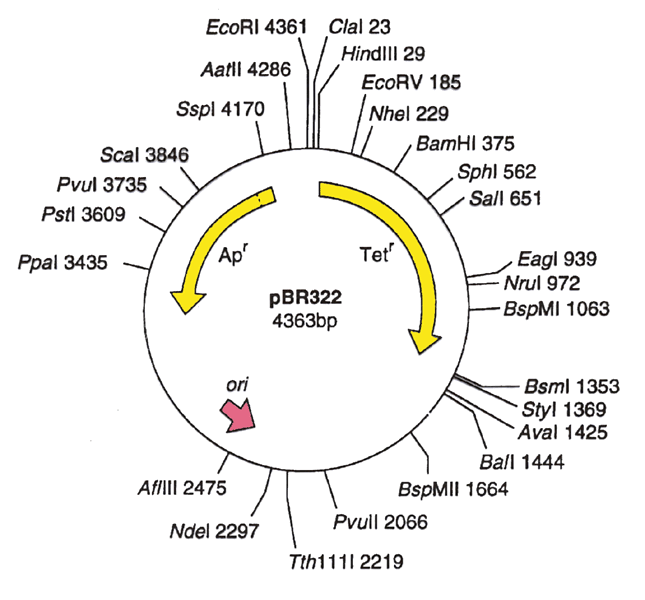 EcoRI 4361
ClaI 23
HindIII 29
AatII 4286
EcoRV 185
SspI 4170
NheI 229
BamHI 375
ScaI 3846
SphI 562
PvuI 3735
SalI 651
PstI 3609
Apʳ
Tetʳ
PpaI 3435
EagI 939
NruI 972
pBR322
4363bp
BspMI 1063
ori
BsmI 1353
StyI 1369
AvaI 1425
BalI 1444
AflIII 2475
BspMII 1664
NdeI 2297
PvuII 2066
Tth111I 2219